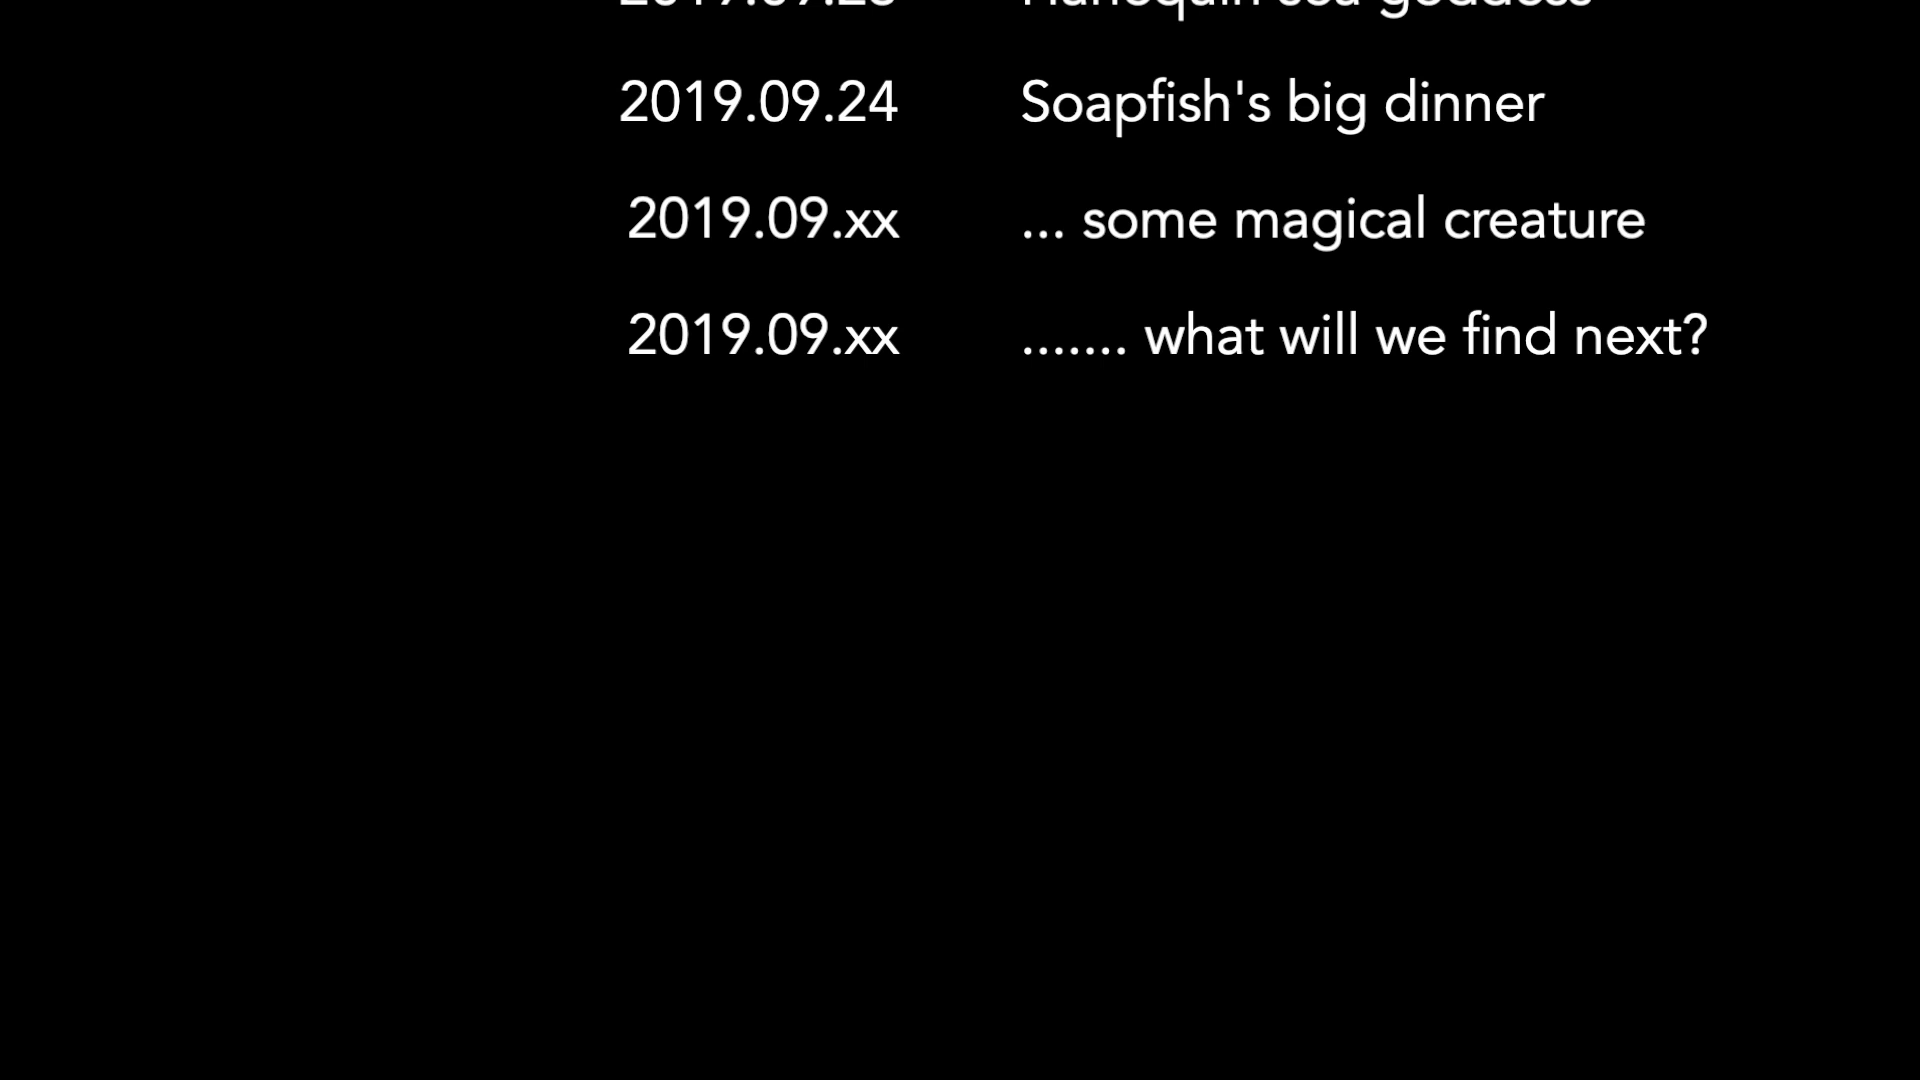 2019.09.24 Soapfish's big dinner
2019.09.xx ... some magical creature
2019.09.xx ....... what will we find next?